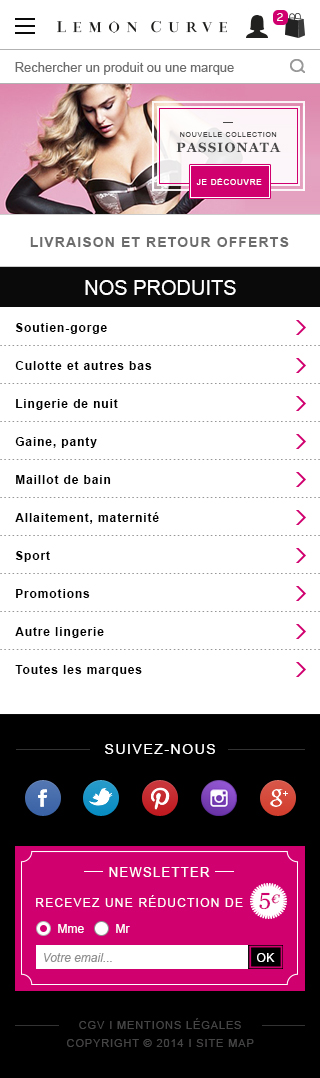 LEMON CURVE
2
Rechercher un produit ou une marque
NOUVELLE COLLECTION
PASSIONATA
JE DÉCOUVRE
LIVRAISON ET RETOUR OFFERTS
NOS PRODUITS
Soutien-gorge
Culotte et autres bas
Lingerie de nuit
Gaine, panty
Maillot de bain
Allaitement, maternité
Sport
Promotions
Autre lingerie
Toutes les marques
SUIVEZ-NOUS
f
g+
NEWSLETTER
RECEVEZ UNE RÉDUCTION DE 5€
Mme Mr
Votre email... OK
CGV I MENTIONS LÉGALES
COPYRIGHT © 2014 I SITE MAP